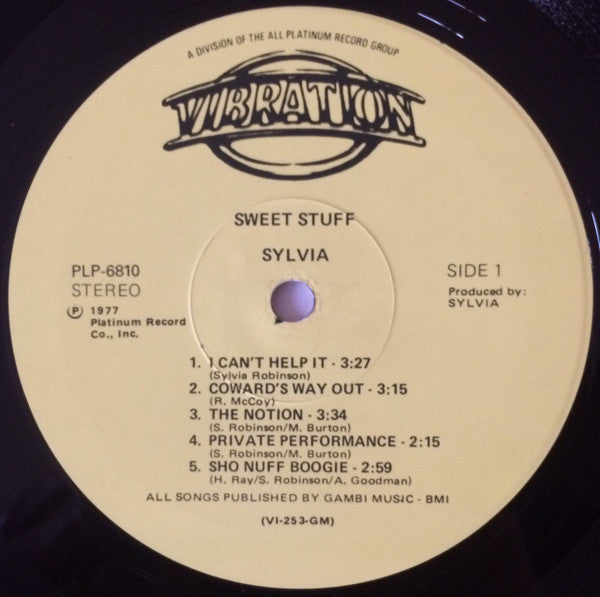 A DIVISION OF THE ALL PLATINUM RECORD GROUP
VIBRATION
SWEET STUFF
SYLVIA
PLP-6810
STEREO
Ⓟ 1977
Platinum Record
Co., Inc.
SIDE 1
Produced by:
SYLVIA
1. I CAN'T HELP IT - 3:27
(Sylvia Robinson)
2. COWARD'S WAY OUT - 3:15
(R. McCoy)
3. THE NOTION - 3:34
(S. Robinson/M. Burton)
4. PRIVATE PERFORMANCE - 2:15
(S. Robinson/M. Burton)
5. SHO NUFF BOOGIE - 2:59
(H. Ray/S. Robinson/A. Goodman)
ALL SONGS PUBLISHED BY GAMBI MUSIC - BMI
(VI-253-GM)